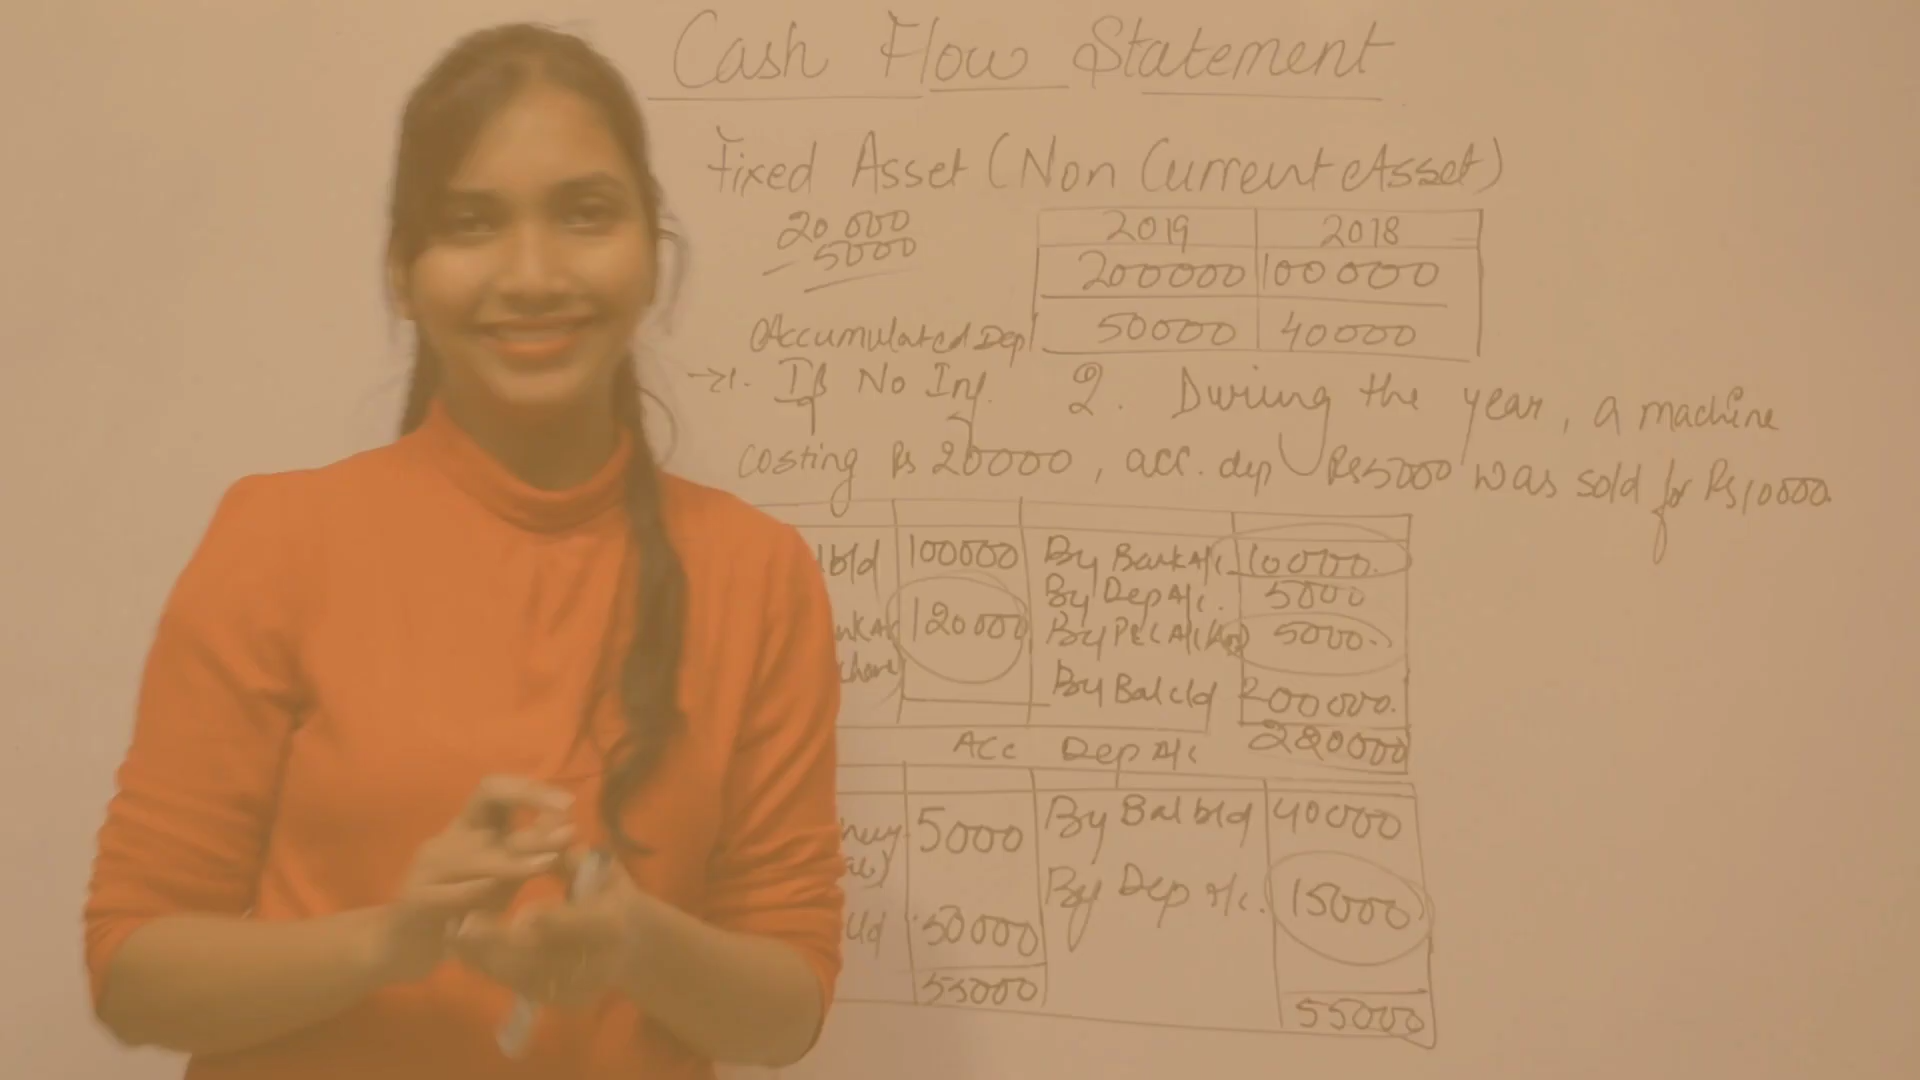 Cash Flow Statement
Fixed Asset (Non Current Asset)
20 000
- 5000
2019 2018
200000 100000
Accumulated Dep 50000 40000
→1. If No Inf. 2. During the year, a machine
costing Rs 20000, acc. dep Rs 5000 was sold for Rs 10000.
b/d 100000 By Bank A/c 10000.
By Dep A/c. 5000
120000 By P&L A/c 5000.
By Bal c/d 200000.
220000
Acc Dep A/c
5000 By Bal b/d 40000
50000 By Dep A/c. 15000
55000 55000